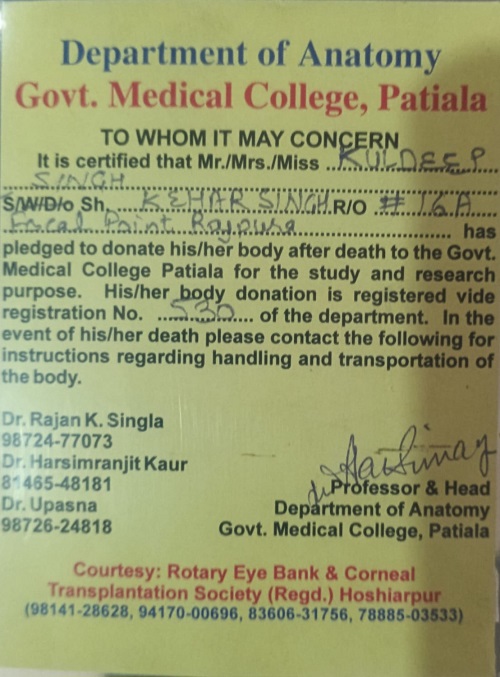 Department of Anatomy
Govt. Medical College, Patiala
TO WHOM IT MAY CONCERN
It is certified that Mr./Mrs./Miss ..KULDEEP
SINGH
S/W/D/o Sh. KEHAR SINGH R/O # 16A
Focal Point Rajpura has
pledged to donate his/her body after death to the Govt.
Medical College Patiala for the study and research
purpose. His/her body donation is registered vide
registration No. 530 of the department. In the
event of his/her death please contact the following for
instructions regarding handling and transportation of
the body.
Dr. Rajan K. Singla
98724-77073
Dr. Harsimranjit Kaur
81465-48181
Dr. Upasna
98726-24818
Professor & Head
Department of Anatomy
Govt. Medical College, Patiala
Courtesy: Rotary Eye Bank & Corneal
Transplantation Society (Regd.) Hoshiarpur
(98141-28628, 94170-00696, 83606-31756, 78885-03533)